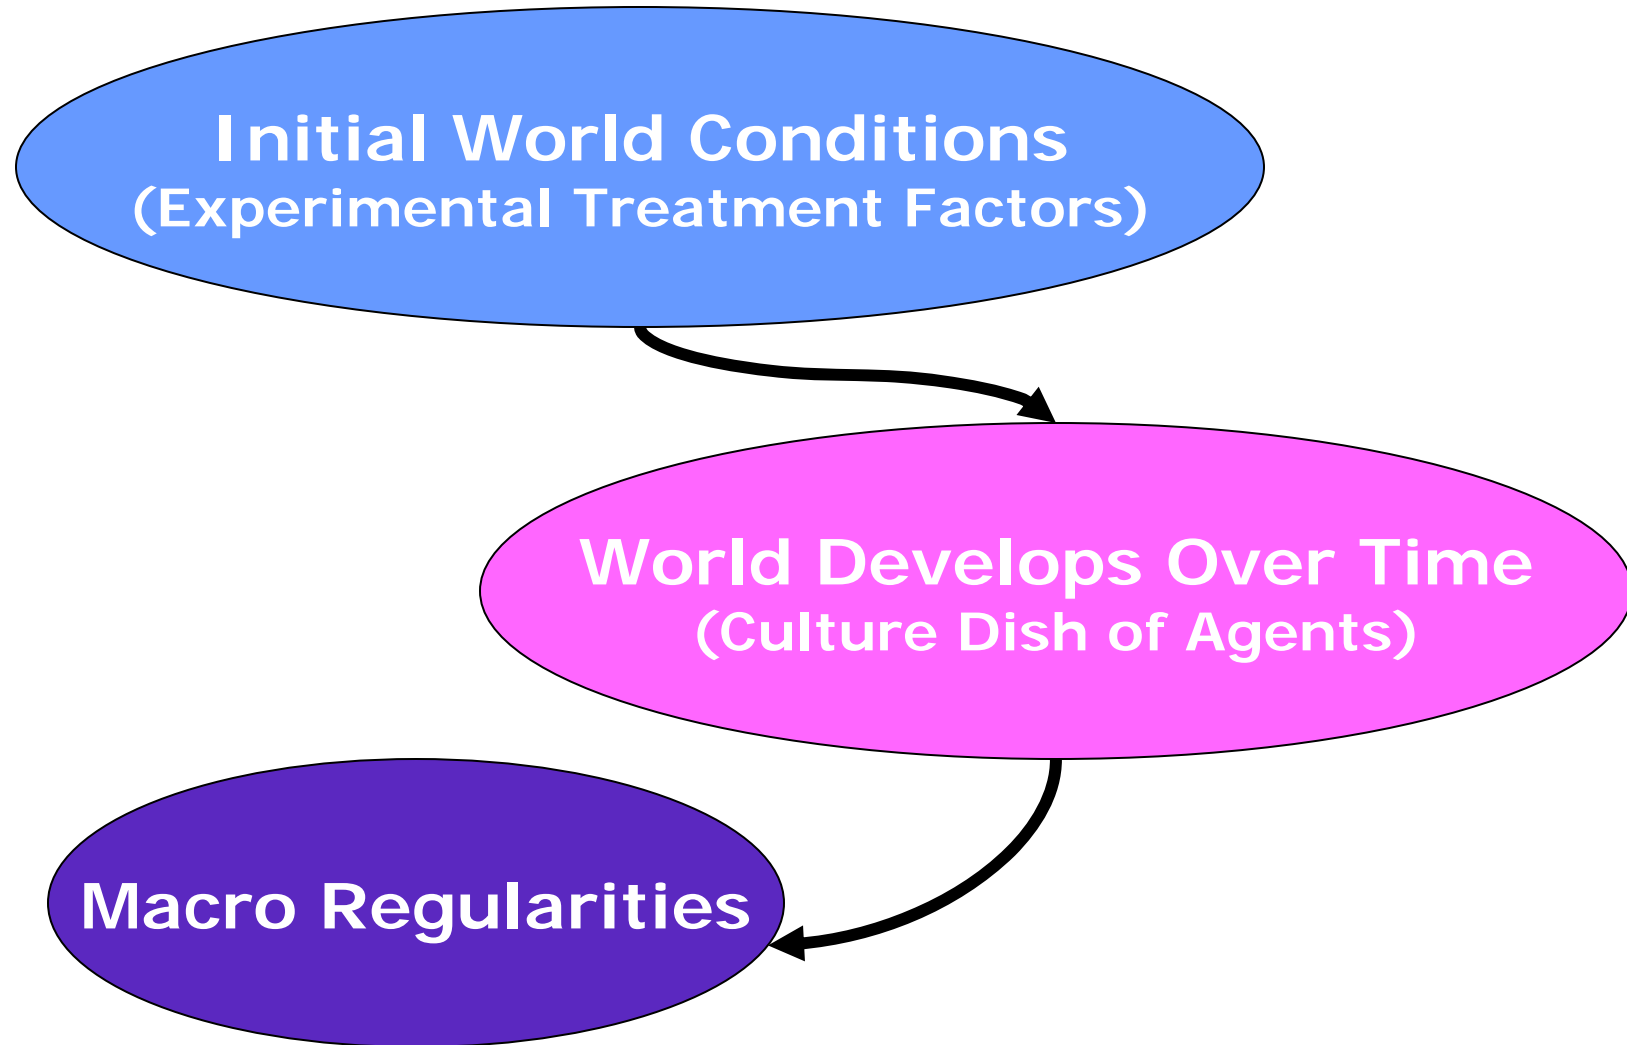 Initial World Conditions
(Experimental Treatment Factors)
World Develops Over Time
(Culture Dish of Agents)
Macro Regularities